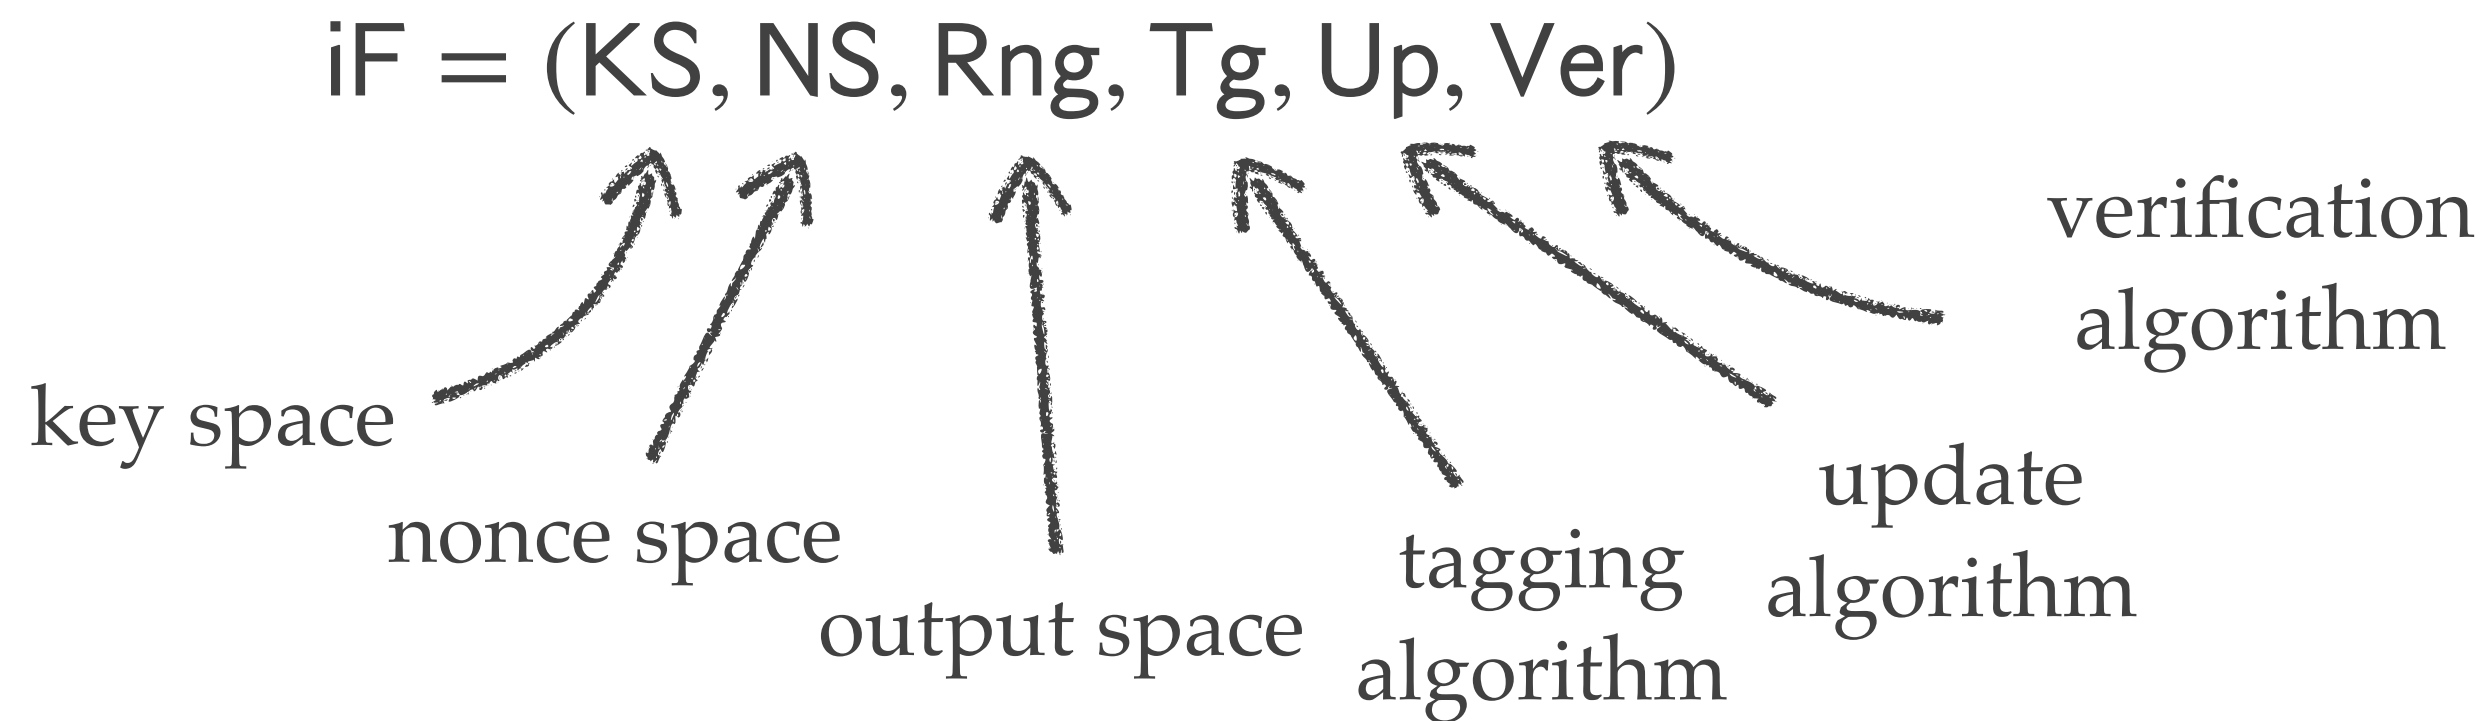 iF = (KS, NS, Rng, Tg, Up, Ver)
key space
nonce space
output space
tagging
algorithm
update
algorithm
verification
algorithm